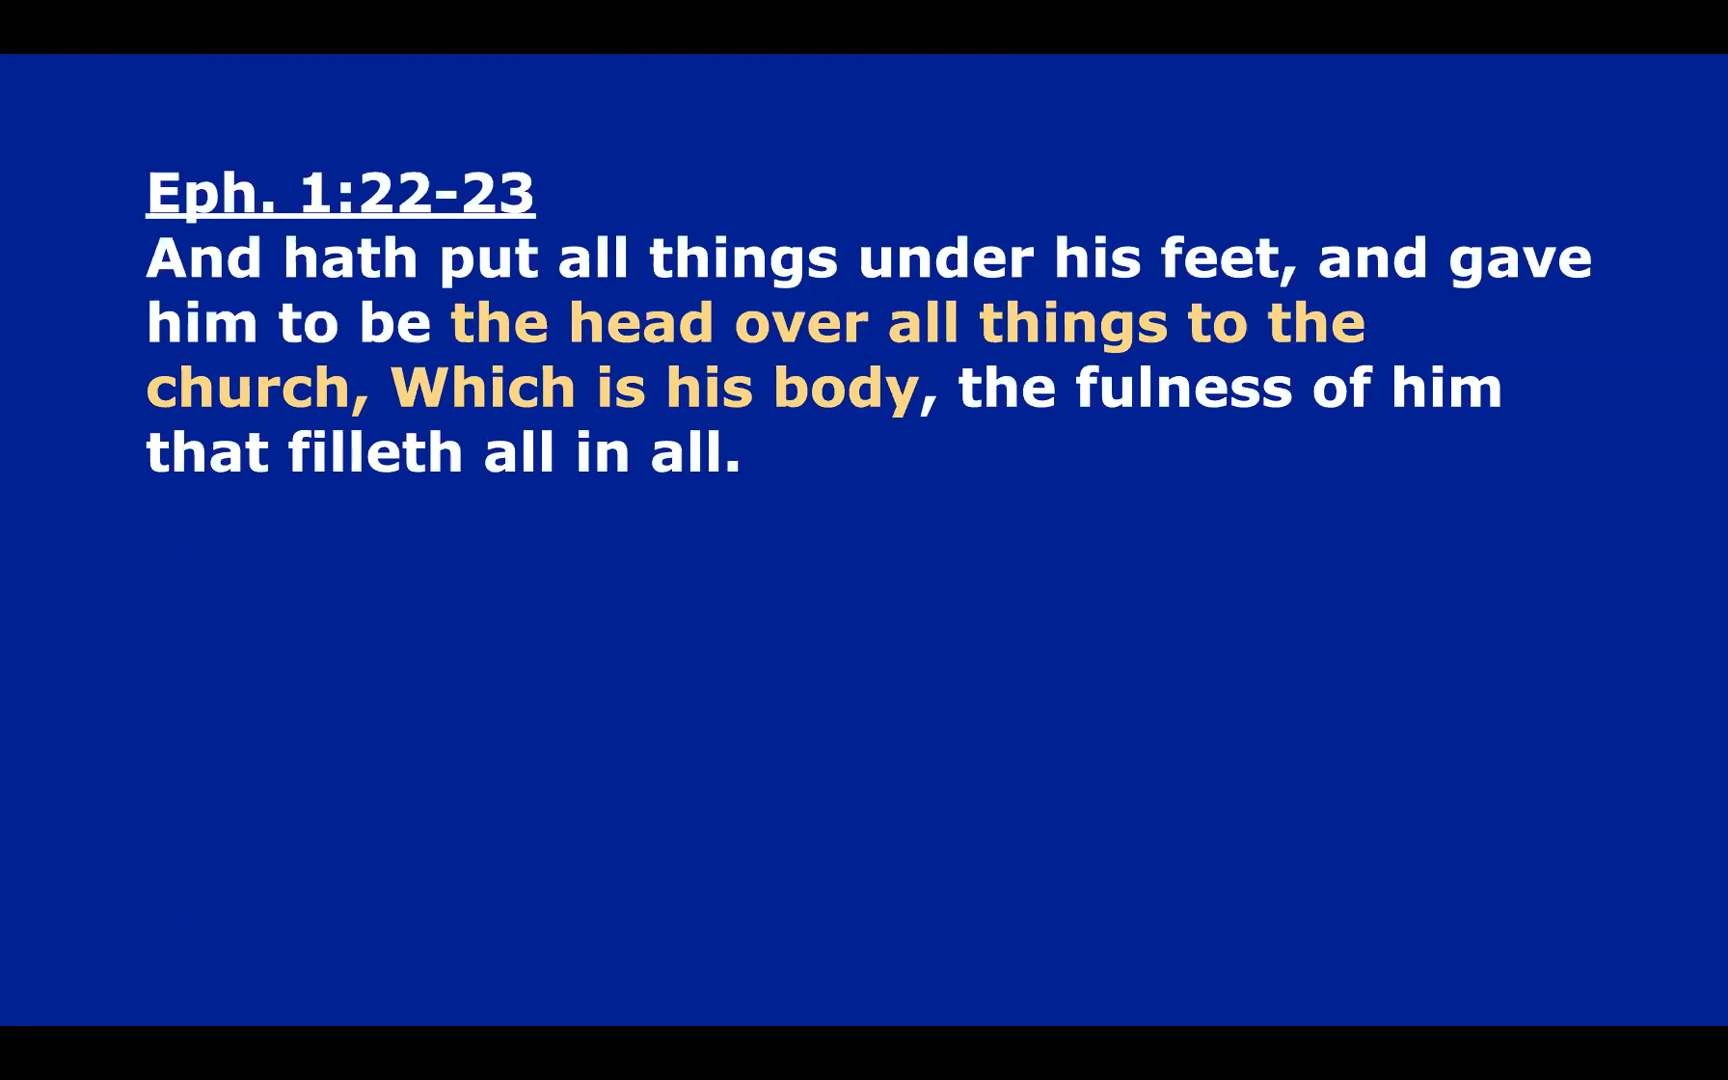 Eph. 1:22-23
And hath put all things under his feet, and gave
him to be the head over all things to the
church, Which is his body, the fulness of him
that filleth all in all.